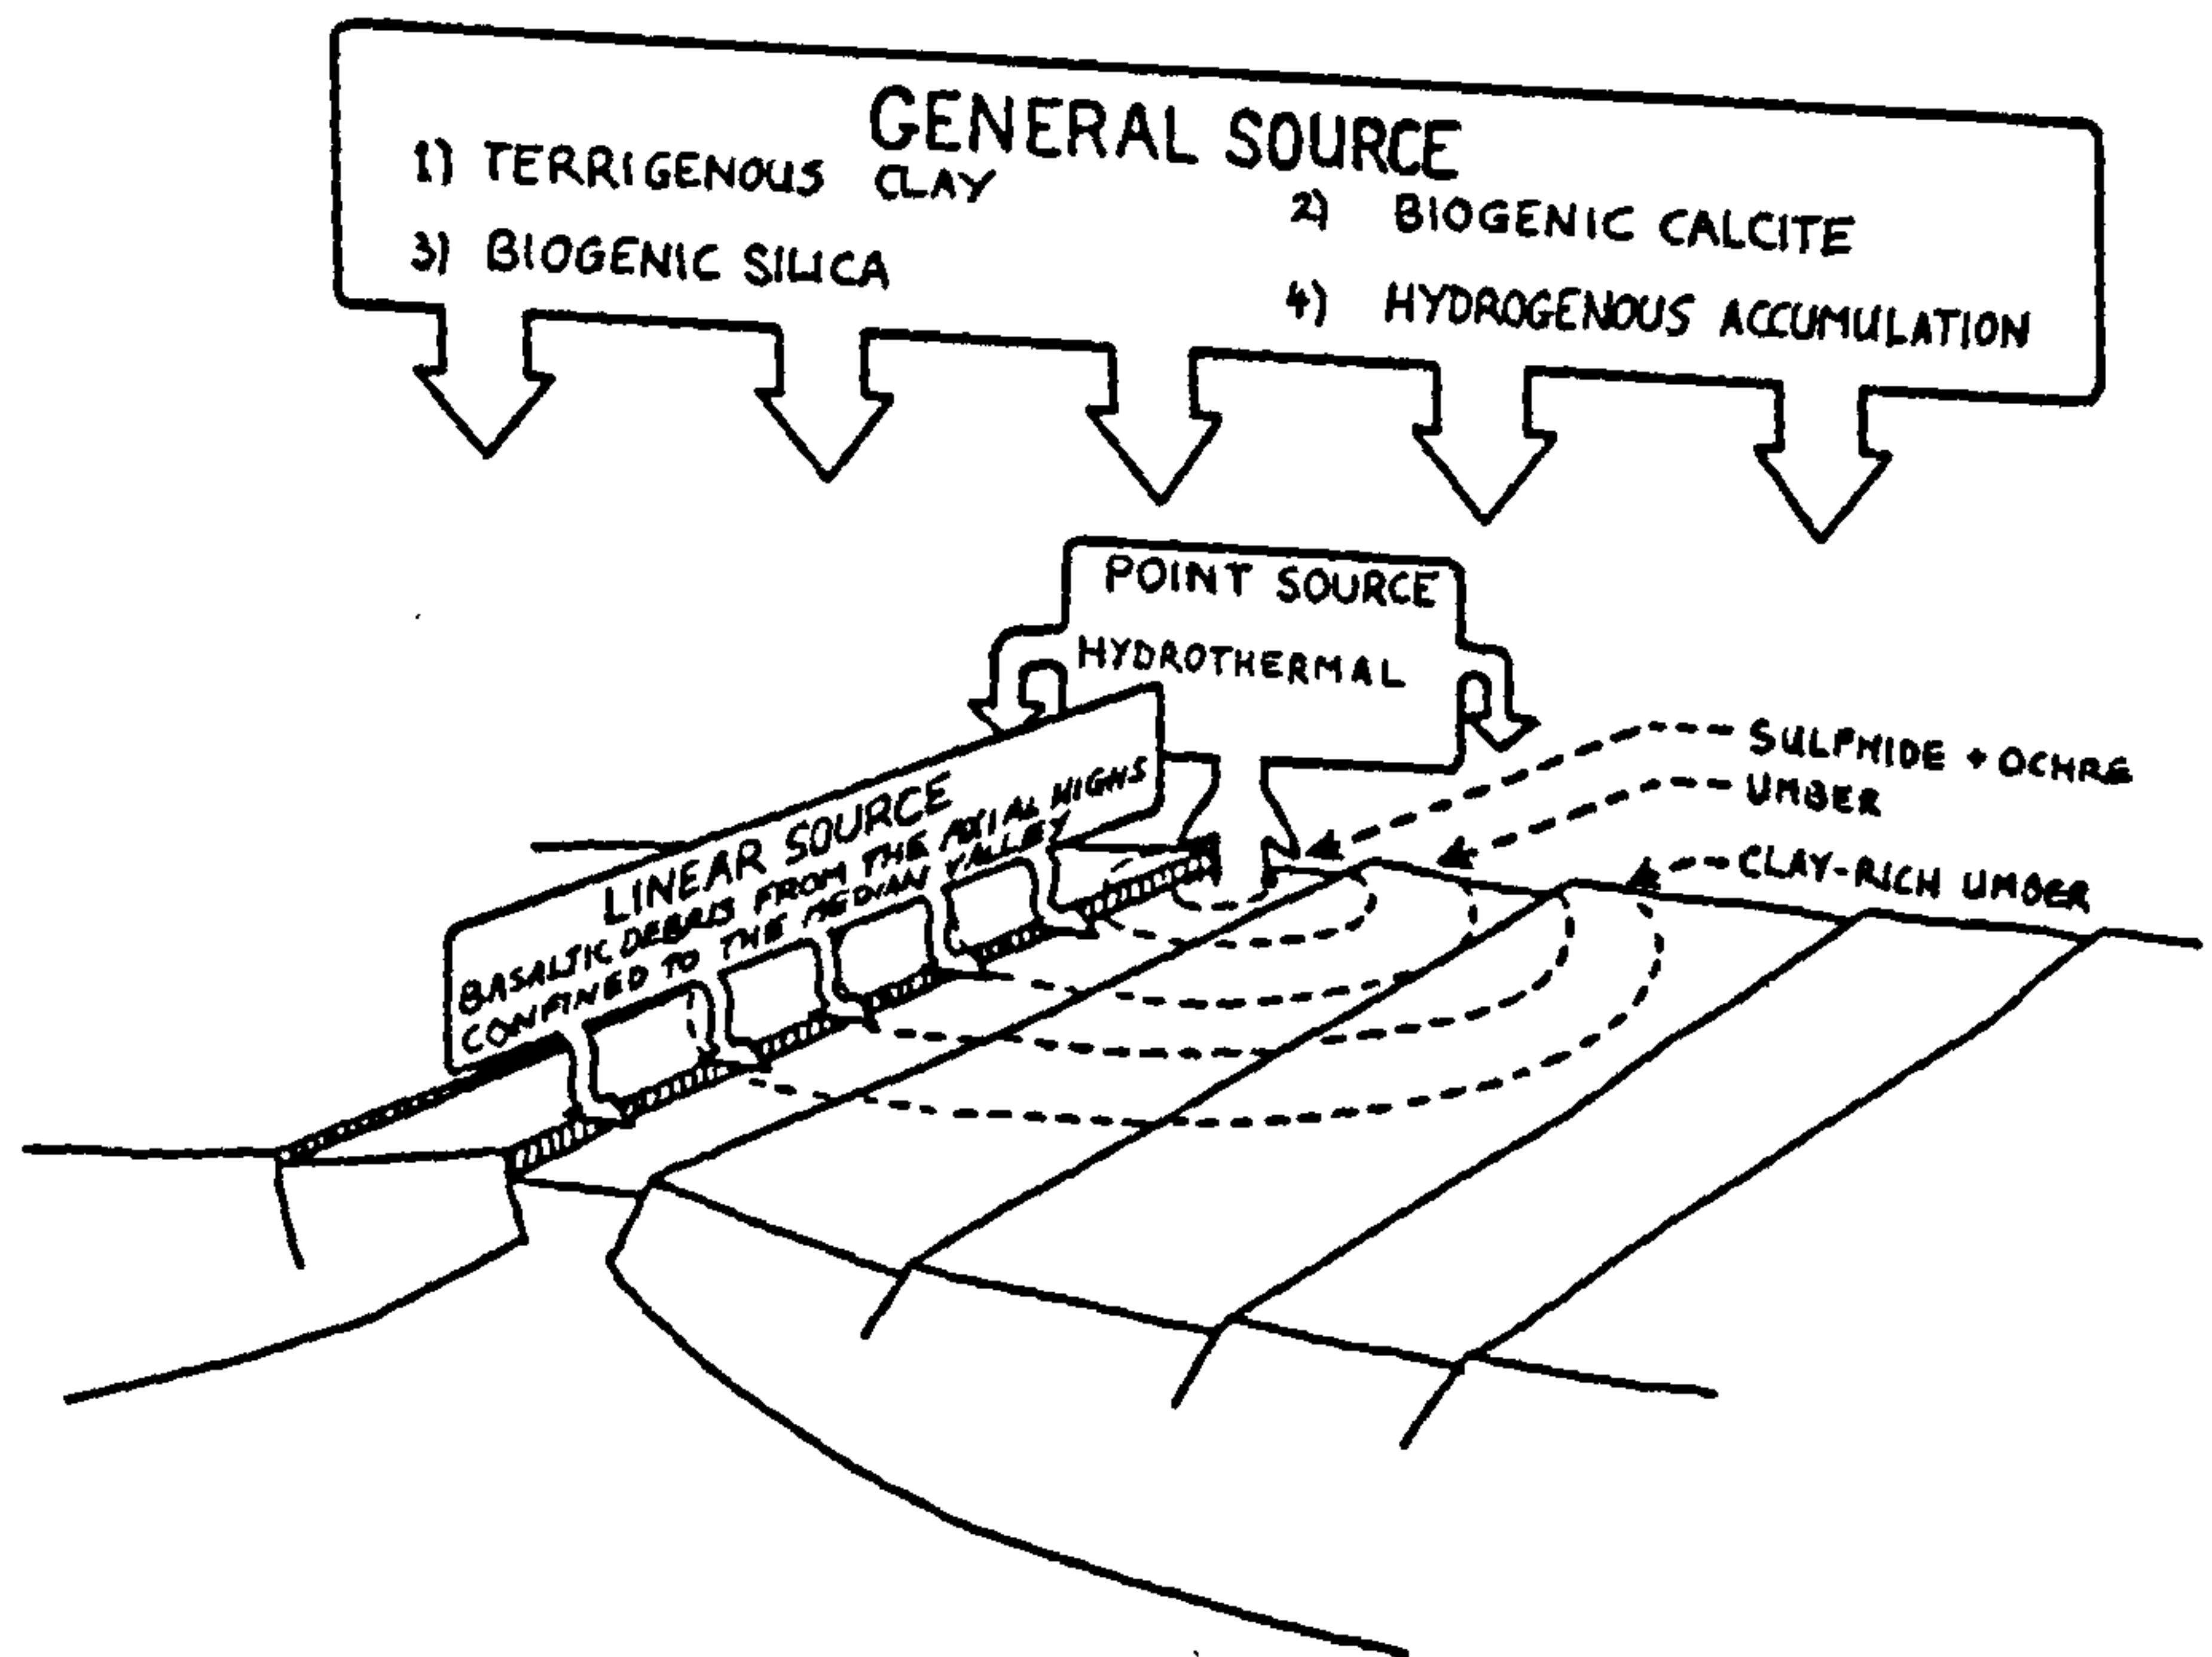 GENERAL SOURCE
1) TERRIGENOUS CLAY
2) BIOGENIC CALCITE
3) BIOGENIC SILICA
4) HYDROGENOUS ACCUMULATION
POINT SOURCE
HYDROTHERMAL
SULPHIDE + OCHRE
UMBER
CLAY-RICH UMBER
LINEAR SOURCE
BASALTIC DEBRIS FROM THE AXIAL HIGHS
CONFINED TO THE MEDIAN VALLEY